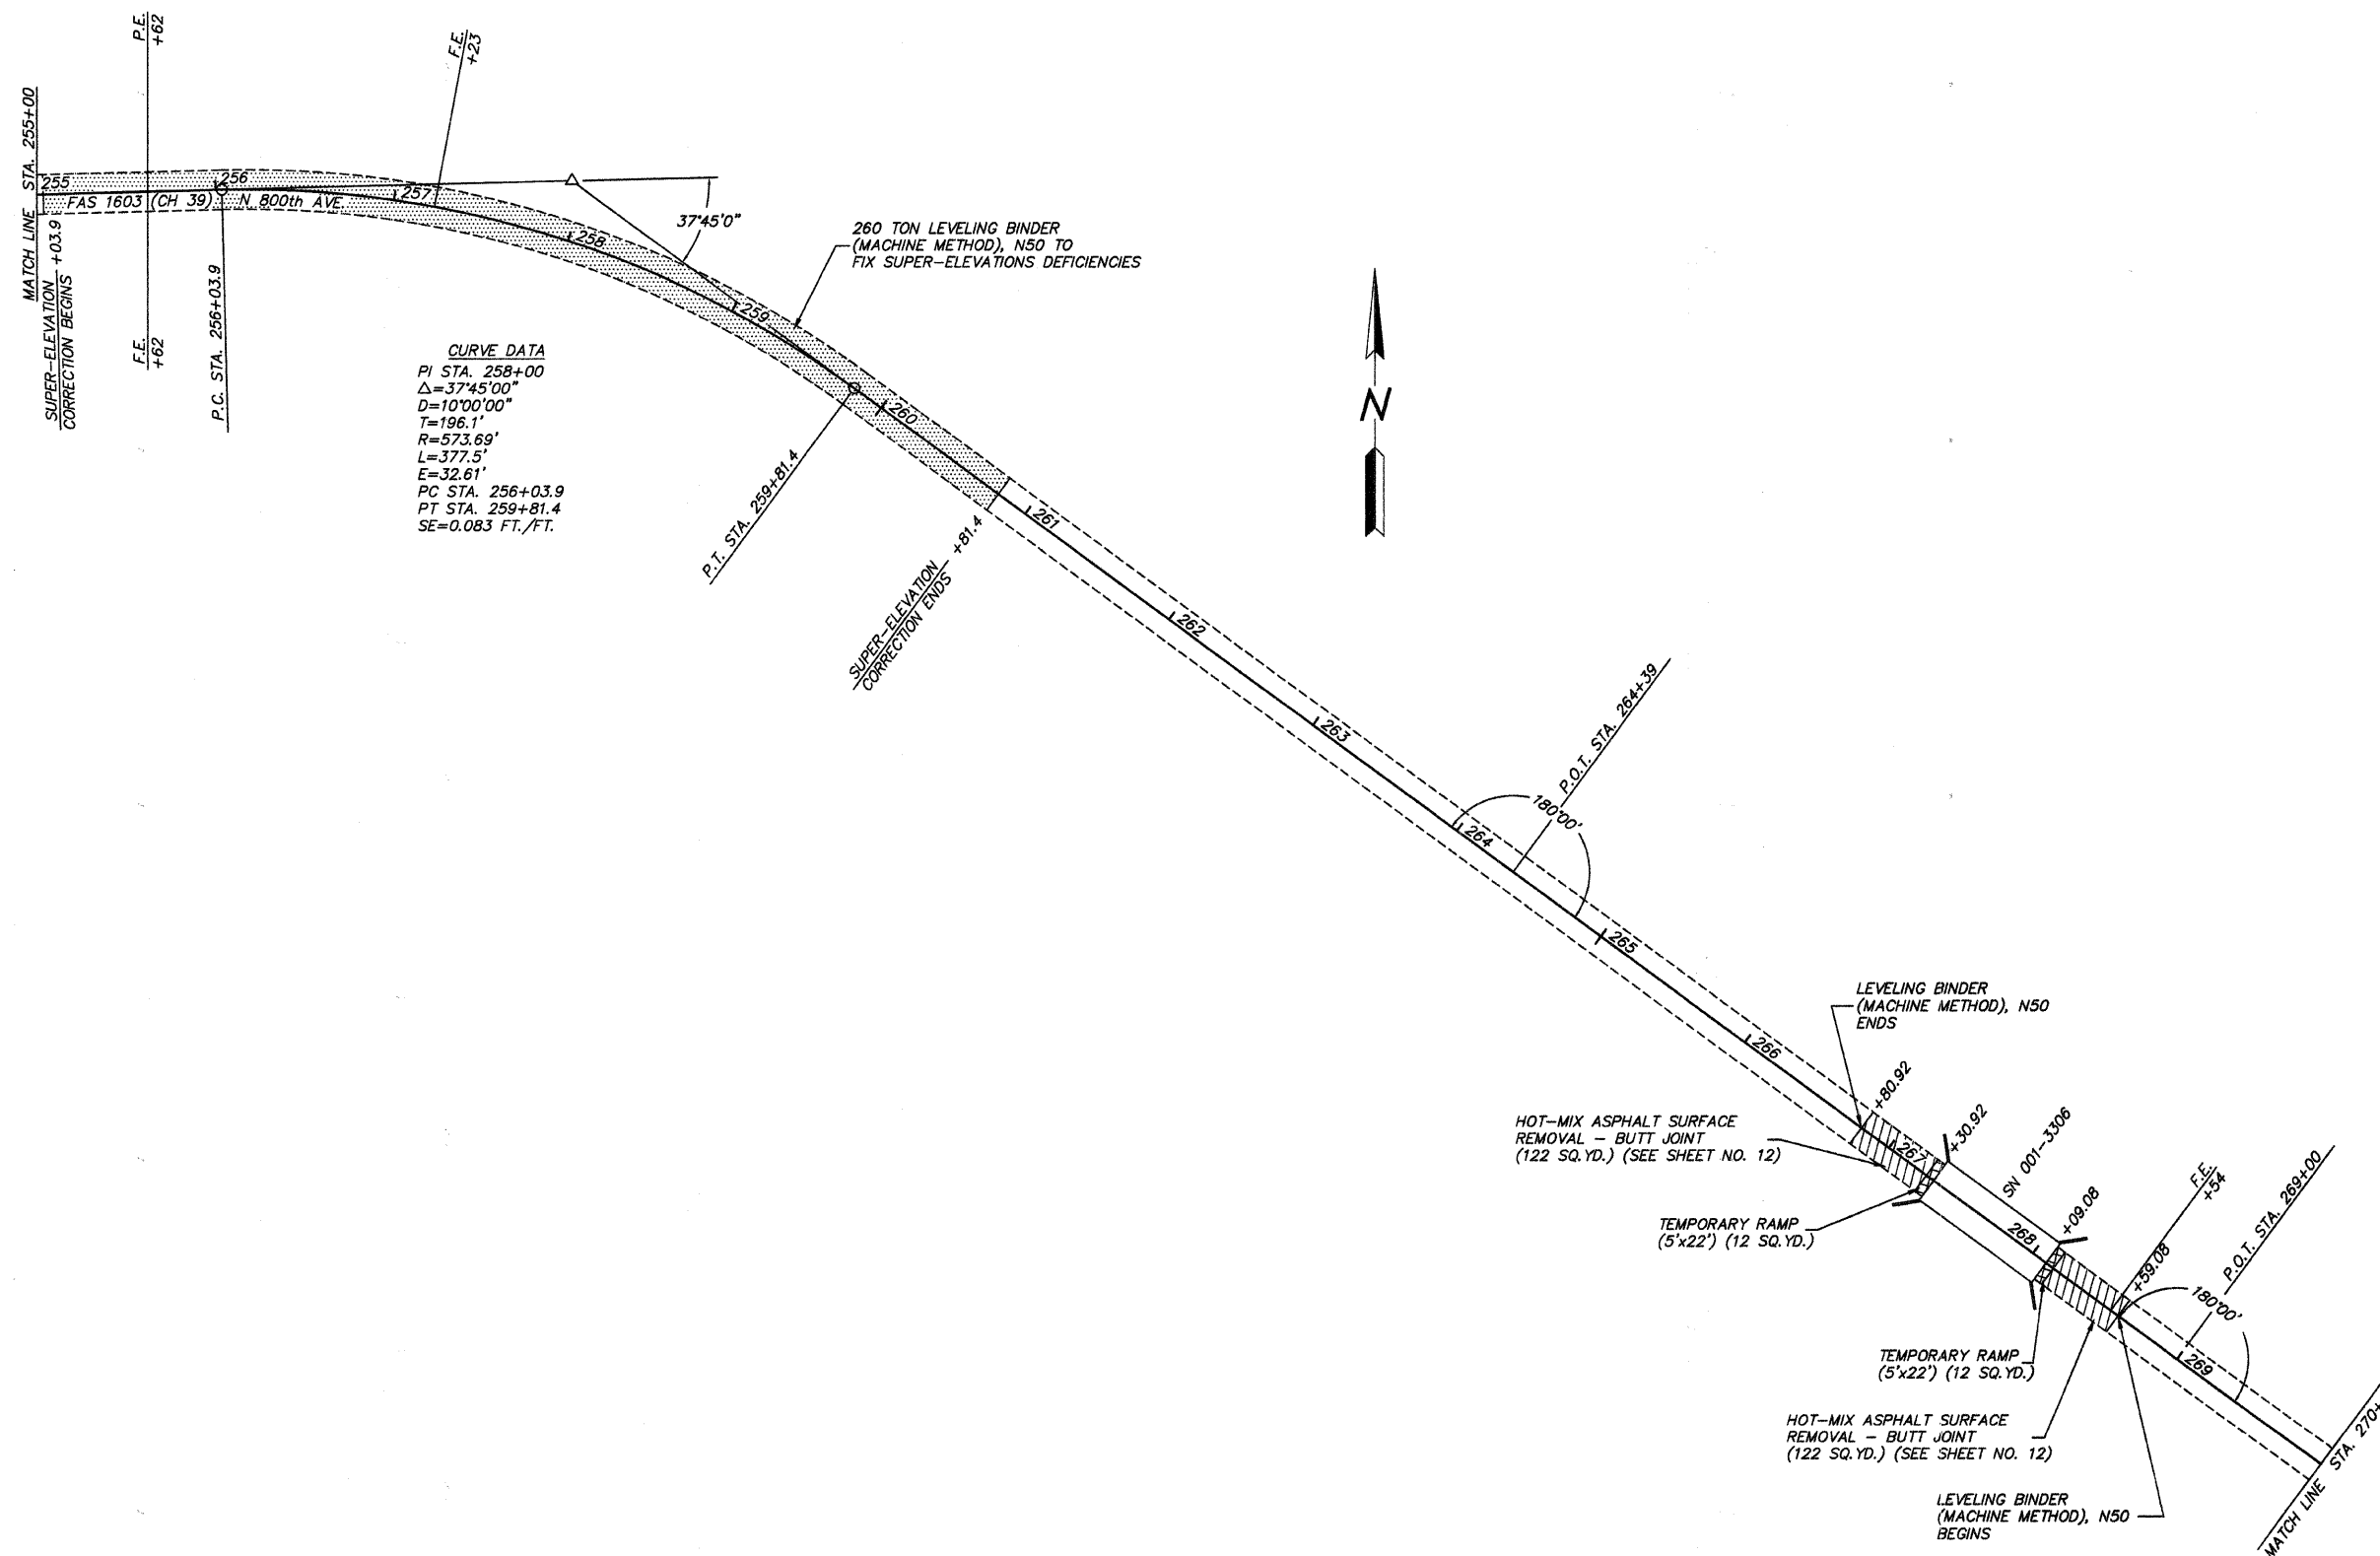 P.E.
+62
F.E.
+23
MATCH LINE STA. 255+00
255
256
257
258
259
260
261
262
263
264
265
266
267
268
269
FAS 1603 (CH 39) N 800th AVE.
37°45'0"
SUPER-ELEVATION
CORRECTION BEGINS
+03.9
F.E.
+62
P.C. STA. 256+03.9
260 TON LEVELING BINDER
(MACHINE METHOD), N50 TO
FIX SUPER-ELEVATIONS DEFICIENCIES
CURVE DATA
PI STA. 258+00
Δ=37°45'00"
D=10°00'00"
T=196.1'
R=573.69'
L=377.5'
E=32.61'
PC STA. 256+03.9
PT STA. 259+81.4
SE=0.083 FT./FT.
N
P.T. STA. 259+81.4
SUPER-ELEVATION
CORRECTION ENDS
+81.4
P.O.T. STA. 264+39
180°00'
LEVELING BINDER
(MACHINE METHOD), N50
ENDS
+80.92
+30.92
SN 001-3306
HOT-MIX ASPHALT SURFACE
REMOVAL - BUTT JOINT
(122 SQ.YD.) (SEE SHEET NO. 12)
TEMPORARY RAMP
(5'x22') (12 SQ.YD.)
+09.08
F.E.
+54
+59.08
P.O.T. STA. 269+00
180°00'
TEMPORARY RAMP
(5'x22') (12 SQ.YD.)
HOT-MIX ASPHALT SURFACE
REMOVAL - BUTT JOINT
(122 SQ.YD.) (SEE SHEET NO. 12)
LEVELING BINDER
(MACHINE METHOD), N50
BEGINS
MATCH LINE STA. 270+